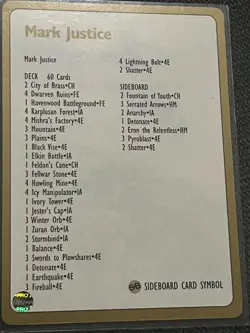 Mark Justice
Mark Justice
DECK 60 Cards
2 City of Brass•CH
4 Dwarven Ruins•FE
1 Havenwood Battleground•FE
4 Karplusan Forest•IA
4 Mishra's Factory•4E
3 Mountain•4E
3 Plains•4E
1 Black Vise•4E
1 Elkin Bottle•IA
1 Feldon's Cane•CH
3 Fellwar Stone•4E
4 Howling Mine•4E
4 Icy Manipulator•IA
1 Ivory Tower•4E
1 Jester's Cap•IA
3 Winter Orb•4E
1 Zuran Orb•IA
2 Stormbind•IA
1 Balance•4E
3 Swords to Plowshares•4E
1 Detonate•4E
1 Earthquake•4E
3 Fireball•4E
4 Lightning Bolt•4E
2 Shatter•4E
SIDEBOARD
2 Fountain of Youth•CH
3 Serrated Arrows•HM
2 Anarchy•IA
1 Detonate•4E
2 Eron the Relentless•HM
3 Pyroblast•IA
2 Shatter•4E
SIDEBOARD CARD SYMBOL
PRO